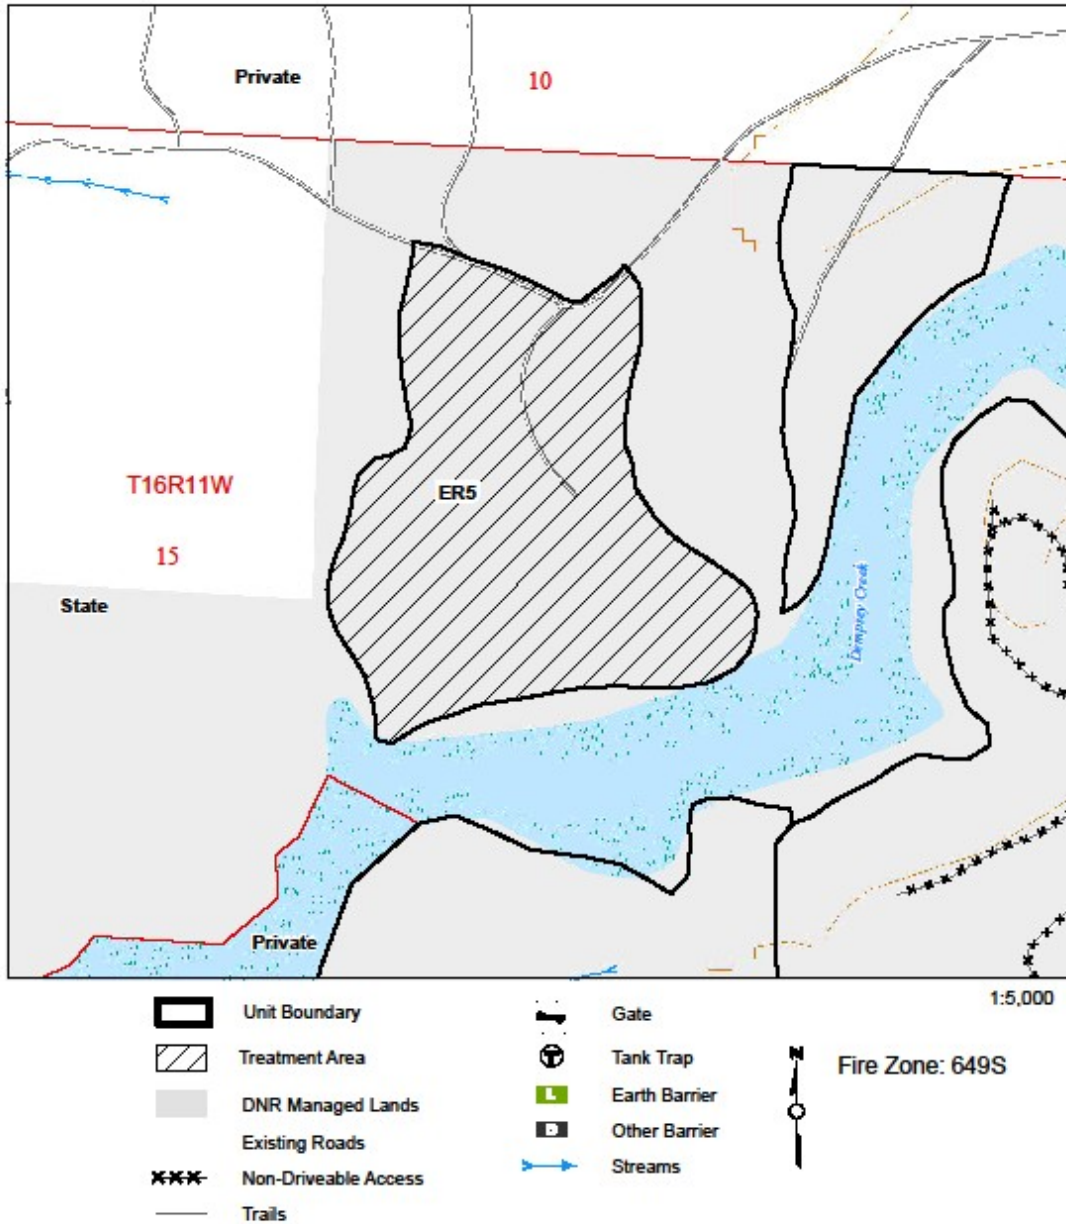 Private
10
T16R11W
ER5
15
State
Dempsey Creek
Private
1:5,000
Unit Boundary
Gate
N
Treatment Area
Tank Trap
Fire Zone: 649S
DNR Managed Lands
L
Earth Barrier
Existing Roads
D
Other Barrier
Non-Driveable Access
Streams
Trails